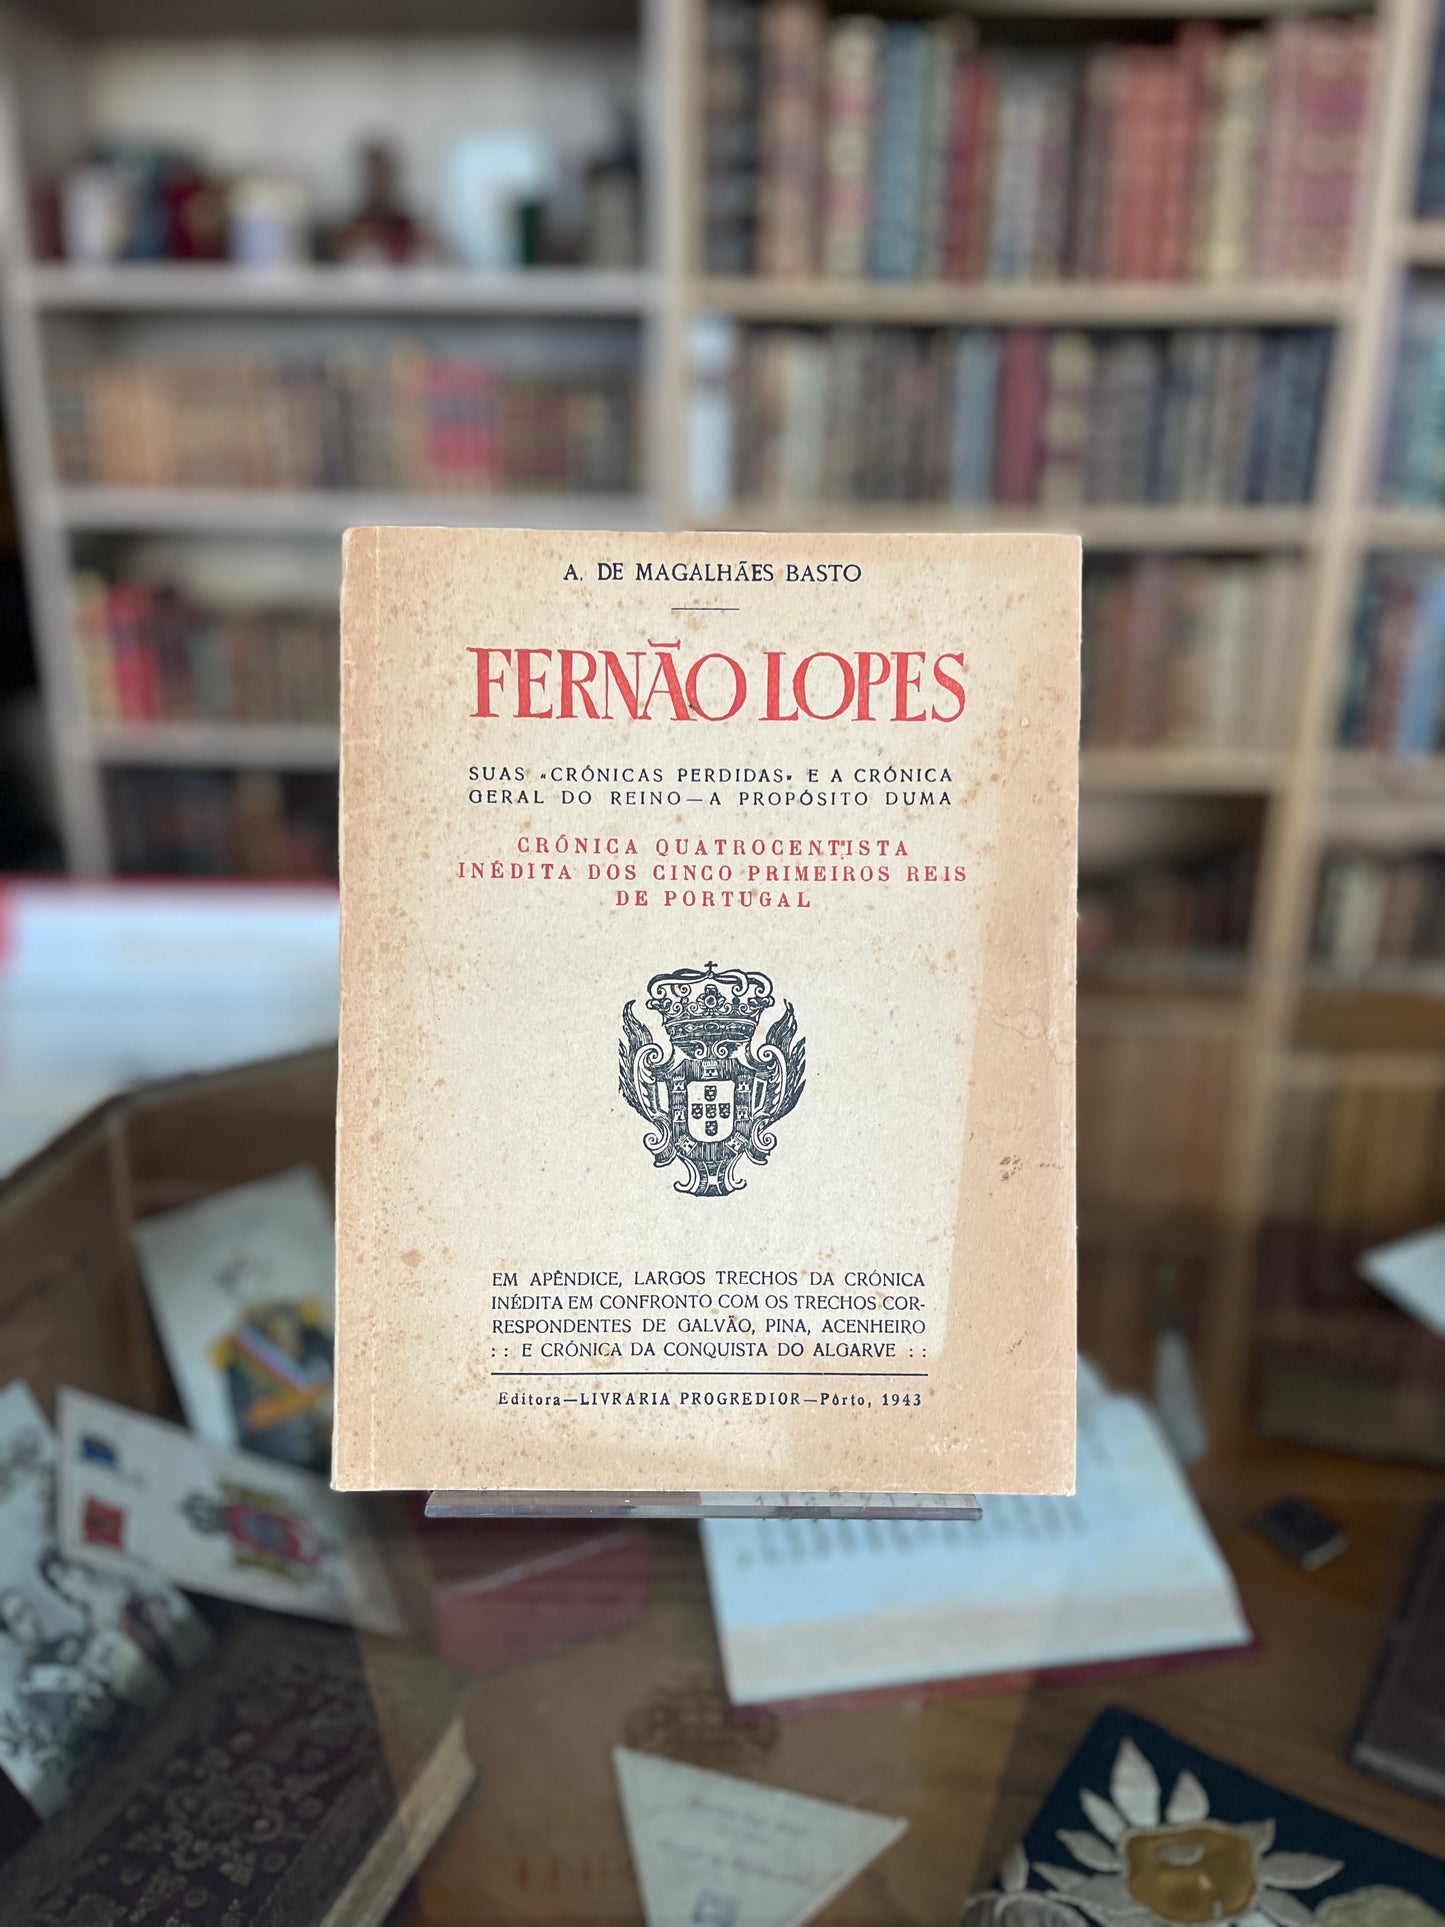 A. DE MAGALHÃES BASTO
FERNÃO LOPES
SUAS «CRÓNICAS PERDIDAS» E A CRÓNICA
GERAL DO REINO—A PROPÓSITO DUMA
CRÓNICA QUATROCENTISTA
INÉDITA DOS CINCO PRIMEIROS REIS
DE PORTUGAL
EM APÊNDICE, LARGOS TRECHOS DA CRÓNICA
INÉDITA EM CONFRONTO COM OS TRECHOS COR-
RESPONDENTES DE GALVÃO, PINA, ACENHEIRO
: : E CRÓNICA DA CONQUISTA DO ALGARVE : :
Editora—LIVRARIA PROGREDIOR—Pôrto, 1943